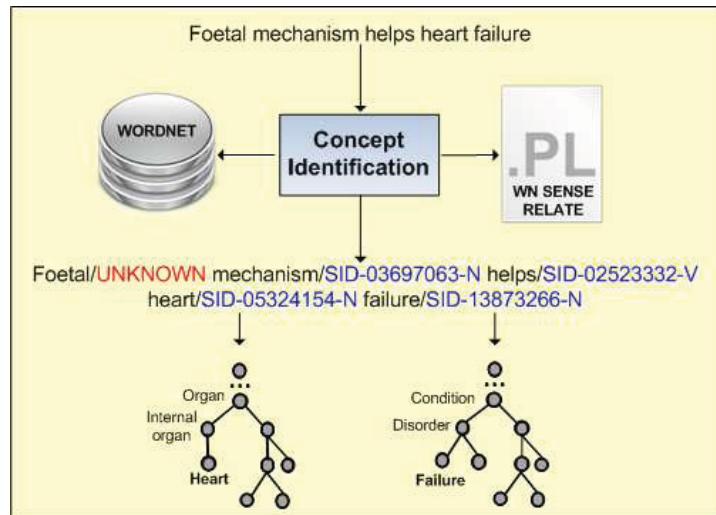 Foetal mechanism helps heart failure
WORDNET
Concept
Identification
.PL
WN SENSE
RELATE
Foetal/UNKNOWN mechanism/SID-03697063-N helps/SID-02523332-V
heart/SID-05324154-N failure/SID-13873266-N
Organ
Internal
organ
Heart
Condition
Disorder
Failure